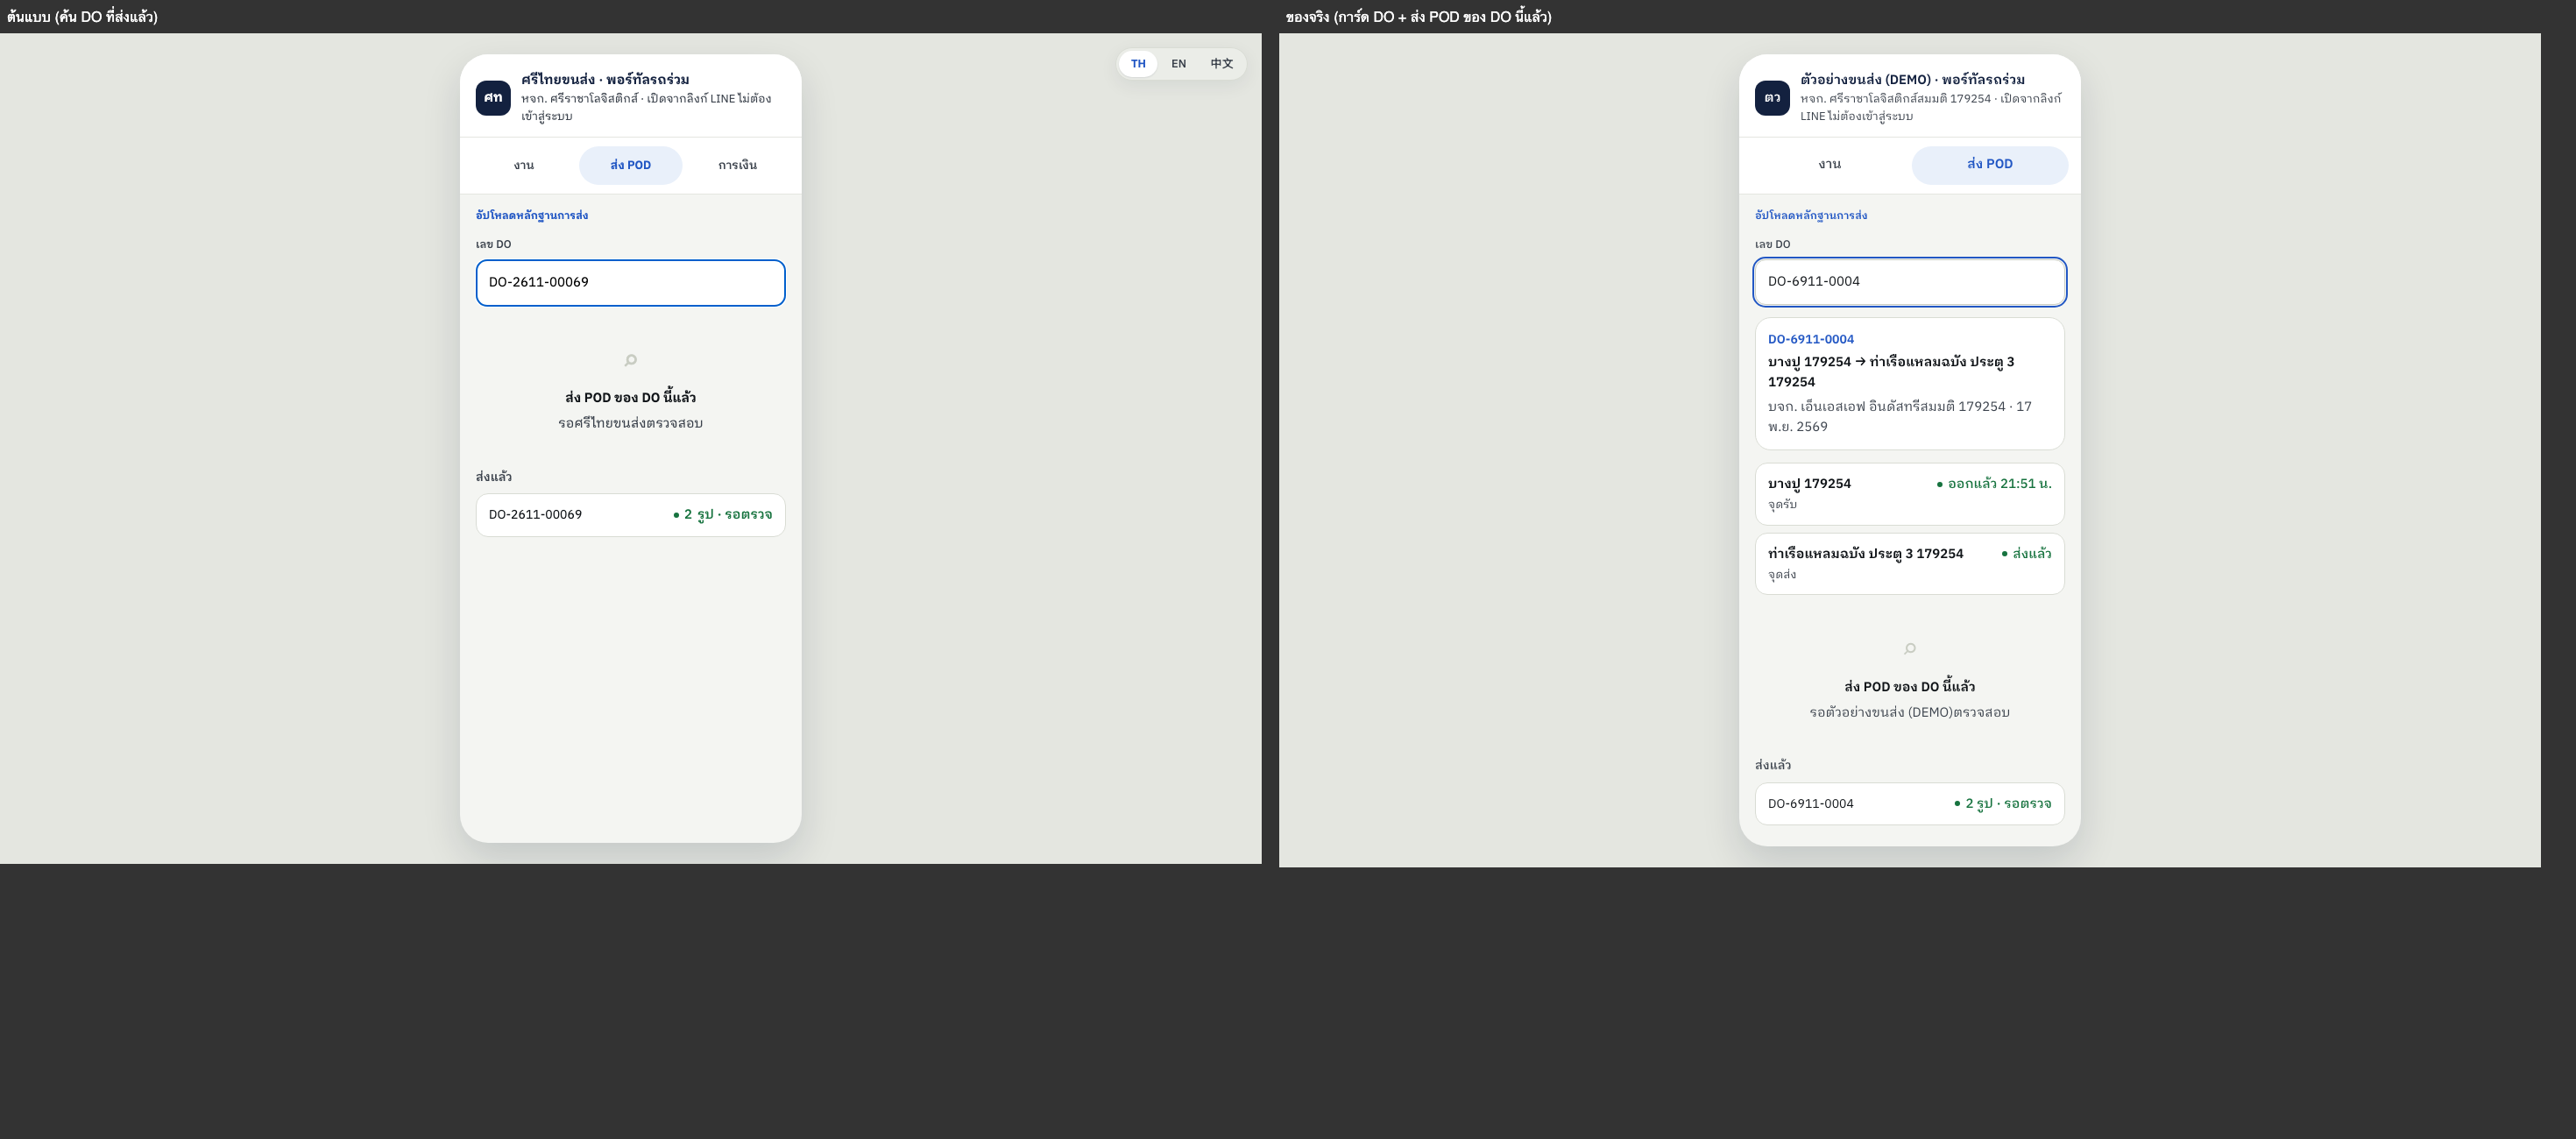 ต้นแบบ (ค้น DO ที่ส่งแล้ว)
TH EN 中文
ศท
ศรีไทยขนส่ง · พอร์ทัลรถร่วม
หจก. ศรีราชาโลจิสติกส์ · เปิดจากลิงก์ LINE ไม่ต้อง
เข้าสู่ระบบ
งาน ส่ง POD การเงิน
อัปโหลดหลักฐานการส่ง
เลข DO
DO-2611-00069
ส่ง POD ของ DO นี้แล้ว
รอศรีไทยขนส่งตรวจสอบ
ส่งแล้ว
DO-2611-00069 • 2 รูป · รอตรวจ
ของจริง (การ์ด DO + ส่ง POD ของ DO นี้แล้ว)
ตว
ตัวอย่างขนส่ง (DEMO) · พอร์ทัลรถร่วม
หจก. ศรีราชาโลจิสติกส์สมมติ 179254 · เปิดจากลิงก์
LINE ไม่ต้องเข้าสู่ระบบ
งาน ส่ง POD
อัปโหลดหลักฐานการส่ง
เลข DO
DO-6911-0004
DO-6911-0004
บางปู 179254 → ท่าเรือแหลมฉบัง ประตู 3
179254
บจก. เอ็นเอสเอฟ อินดัสทรีสมมติ 179254 · 17
พ.ย. 2569
บางปู 179254 • ออกแล้ว 21:51 น.
จุดรับ
ท่าเรือแหลมฉบัง ประตู 3 179254 • ส่งแล้ว
จุดส่ง
ส่ง POD ของ DO นี้แล้ว
รอตัวอย่างขนส่ง (DEMO)ตรวจสอบ
ส่งแล้ว
DO-6911-0004 • 2 รูป · รอตรวจ